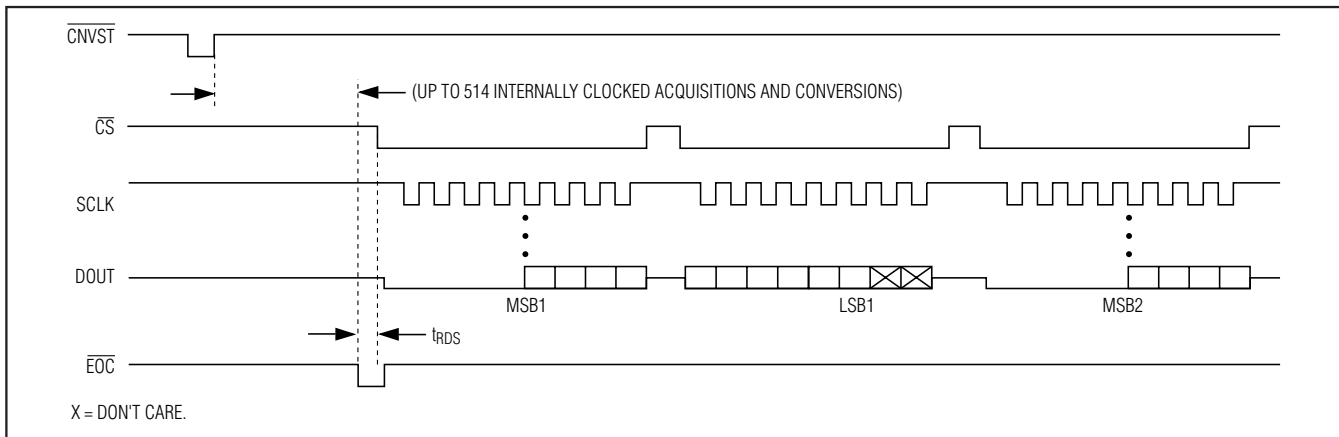 CNVST
(UP TO 514 INTERNALLY CLOCKED ACQUISITIONS AND CONVERSIONS)
CS
SCLK
DOUT
MSB1
LSB1
MSB2
tRDS
EOC
X = DON'T CARE.